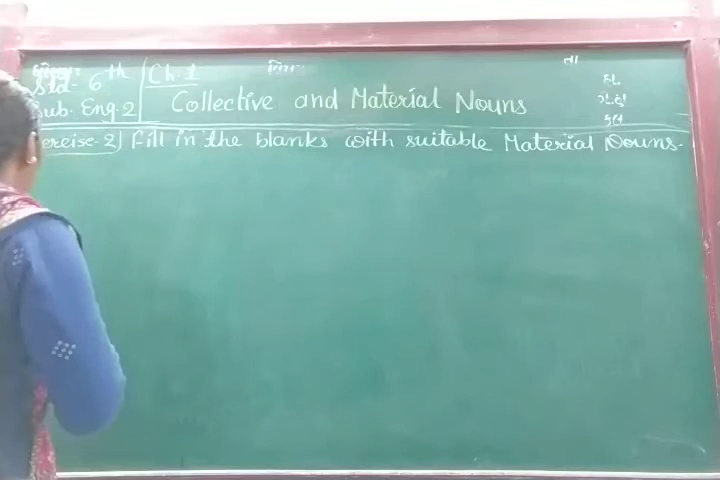 Std- 6th Ch.1
Sub. Eng-2 Collective and Material Nouns
ercise-2) Fill in the blanks with suitable Material Nouns.